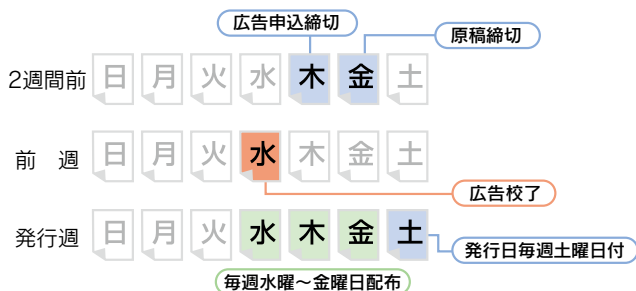 広告申込締切
原稿締切
2週間前 日 月 火 水 木 金 土
前 週 日 月 火 水 木 金 土
広告校了
発行週 日 月 火 水 木 金 土
発行日毎週土曜日付
毎週水曜～金曜日配布